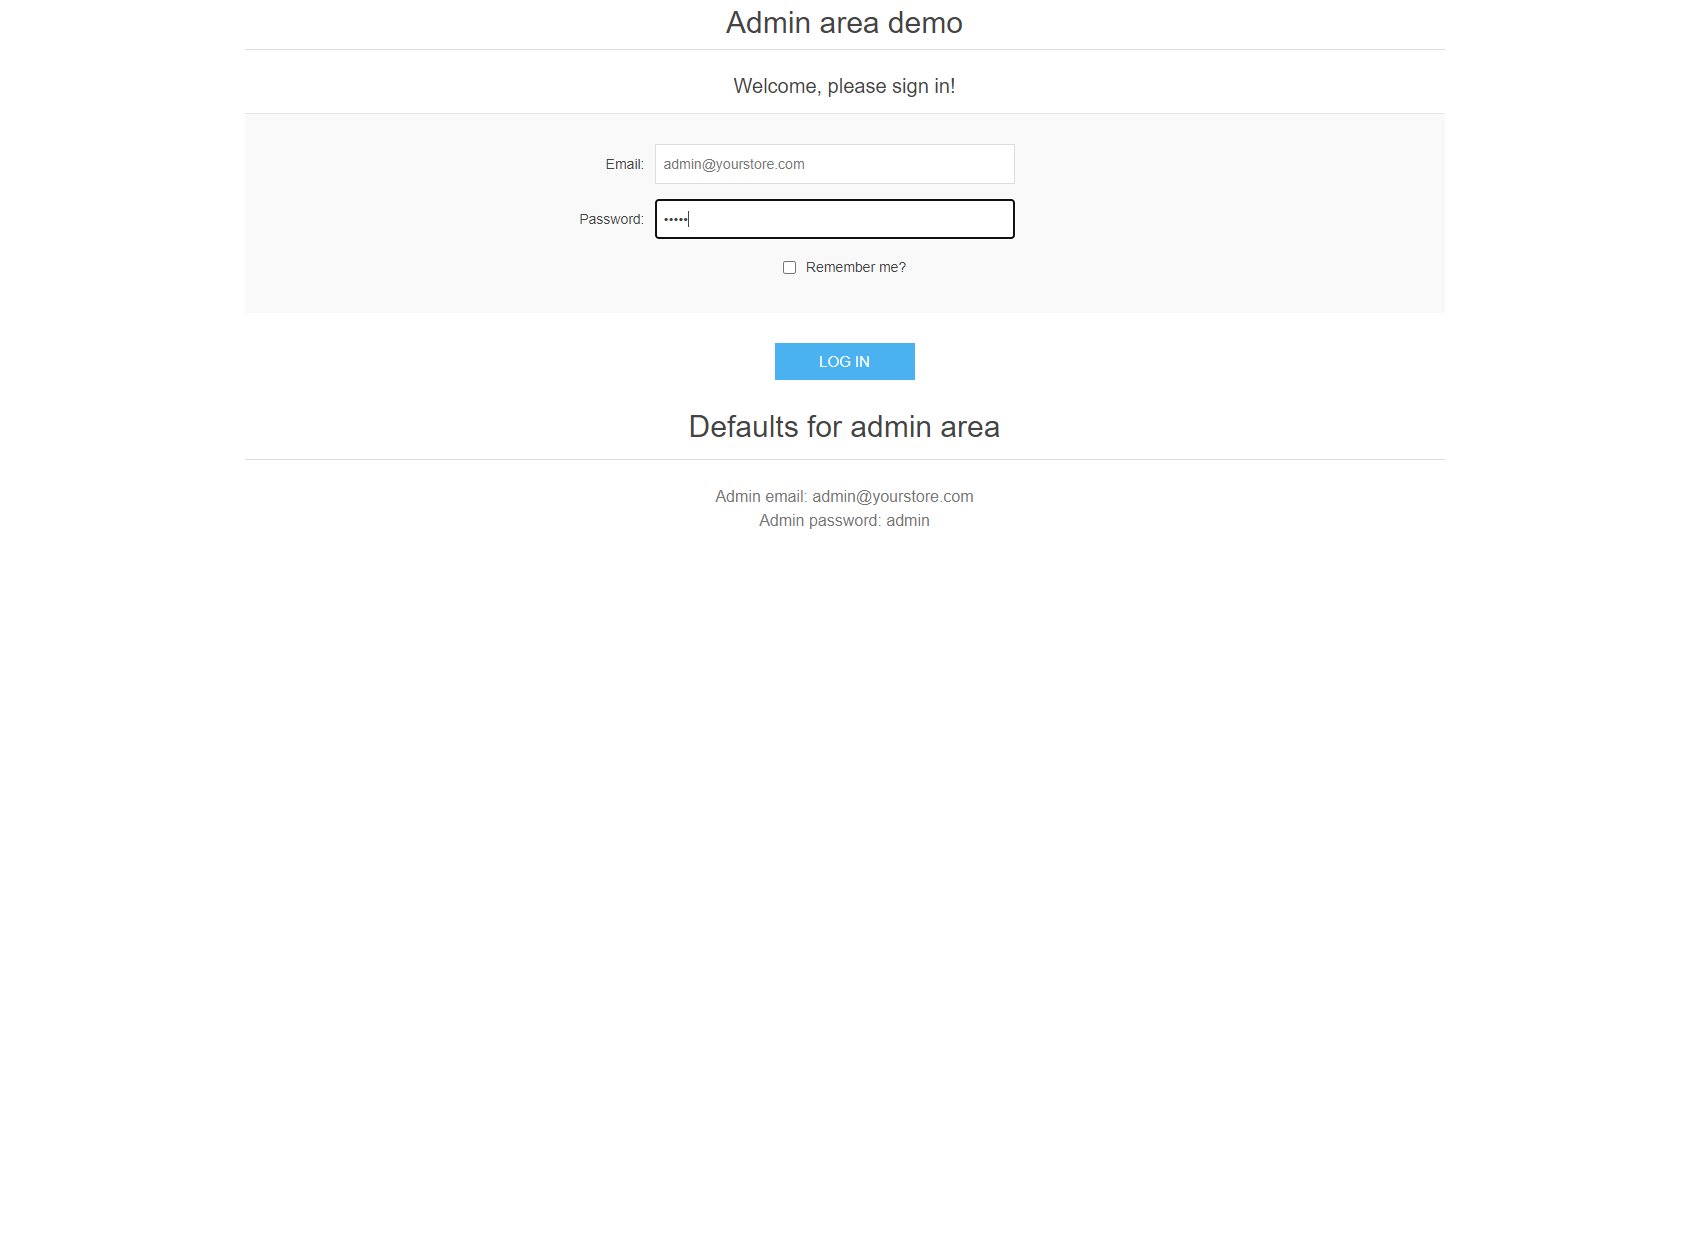 Admin area demo
Welcome, please sign in!
Email: admin@yourstore.com
Password: •••••
Remember me?
LOG IN
Defaults for admin area
Admin email: admin@yourstore.com
Admin password: admin